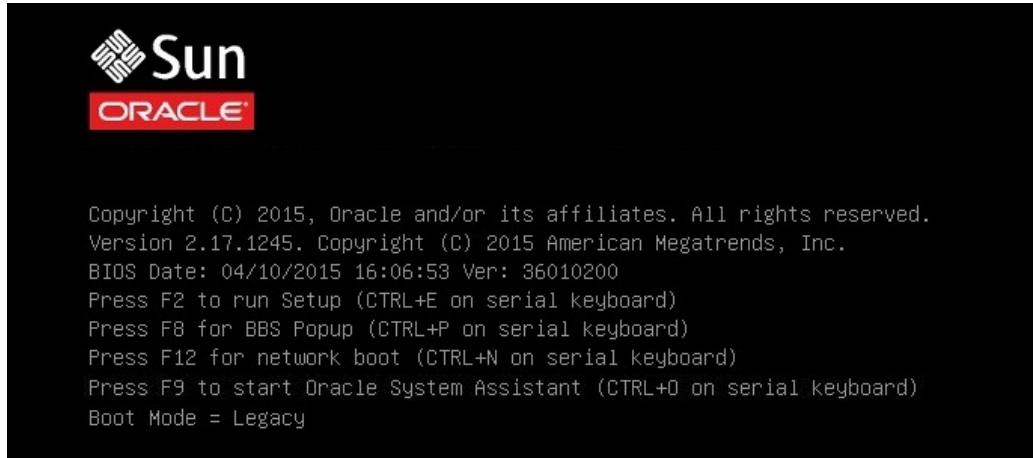 Sun
ORACLE
Copyright (C) 2015, Oracle and/or its affiliates. All rights reserved.
Version 2.17.1245. Copyright (C) 2015 American Megatrends, Inc.
BIOS Date: 04/10/2015 16:06:53 Ver: 36010200
Press F2 to run Setup (CTRL+E on serial keyboard)
Press F8 for BBS Popup (CTRL+P on serial keyboard)
Press F12 for network boot (CTRL+N on serial keyboard)
Press F9 to start Oracle System Assistant (CTRL+O on serial keyboard)
Boot Mode = Legacy